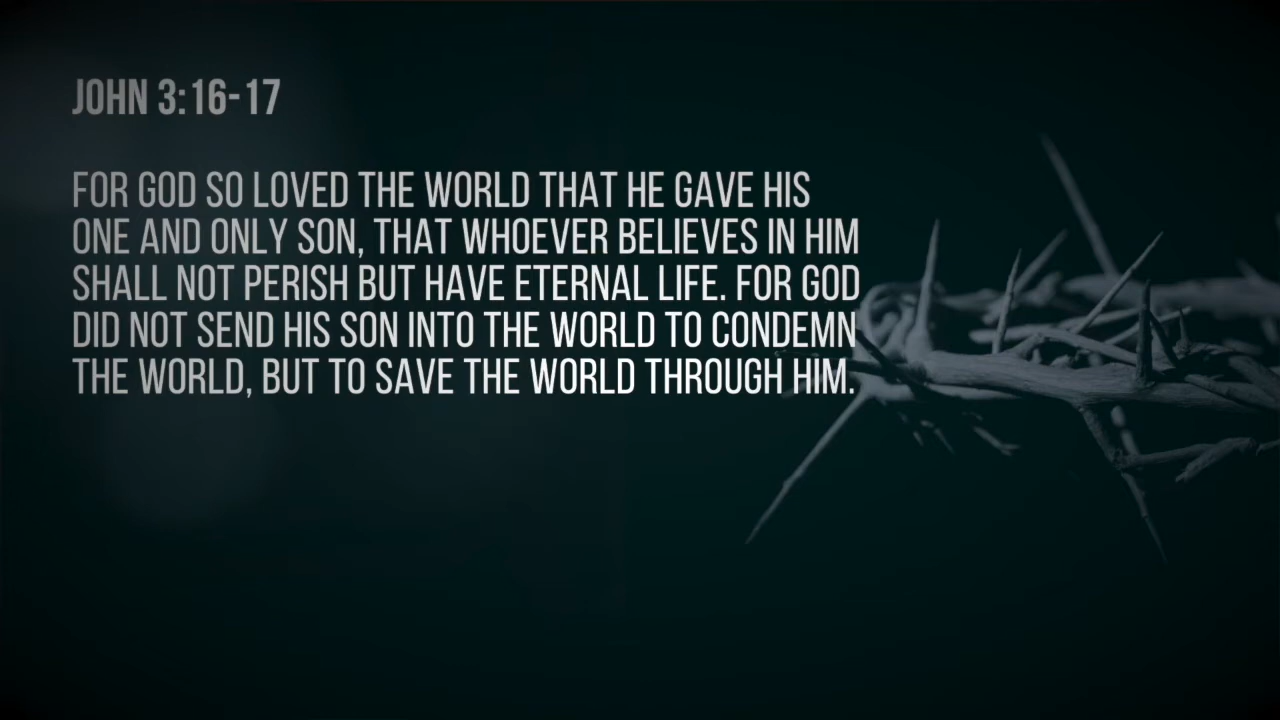 JOHN 3:16-17
FOR GOD SO LOVED THE WORLD THAT HE GAVE HIS
ONE AND ONLY SON, THAT WHOEVER BELIEVES IN HIM
SHALL NOT PERISH BUT HAVE ETERNAL LIFE. FOR GOD
DID NOT SEND HIS SON INTO THE WORLD TO CONDEMN
THE WORLD, BUT TO SAVE THE WORLD THROUGH HIM.